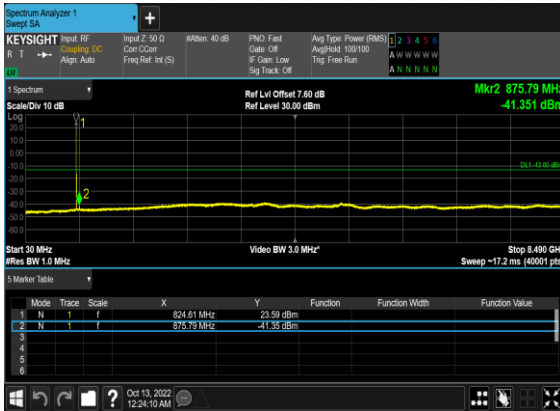 Spectrum Analyzer 1
Swept SA
+
KEYSIGHT Input: RF Input Z: 50 Ω #Atten: 40 dB PNO: Fast Avg Type: Power (RMS) 1 2 3 4 5 6
R T Coupling: DC Corr CCorr Gate: Off Avg|Hold: 100/100 A W W W W W
Align: Auto Freq Ref: Int (S) IF Gain: Low Trig: Free Run
LXI Sig Track: Off A N N N N N
1 Spectrum Ref Lvl Offset 7.60 dB Mkr2 875.79 MH
Scale/Div 10 dB Ref Level 30.00 dBm -41.351 dBn
Log 1
20.0
10.0
0.00
-10.0 DL1 -13.00 dB
-20.0
-30.0 2
-40.0
-50.0
-60.0
Start 30 MHz Video BW 3.0 MHz* Stop 8.490 GH
#Res BW 1.0 MHz Sweep ~17.2 ms (40001 pts
5 Marker Table
Mode Trace Scale X Y Function Function Width Function Value
1 N 1 f 824.61 MHz 23.59 dBm
2 N 1 f 875.79 MHz -41.35 dBm
3
4
5
6
? Oct 13, 2022
12:24:10 AM